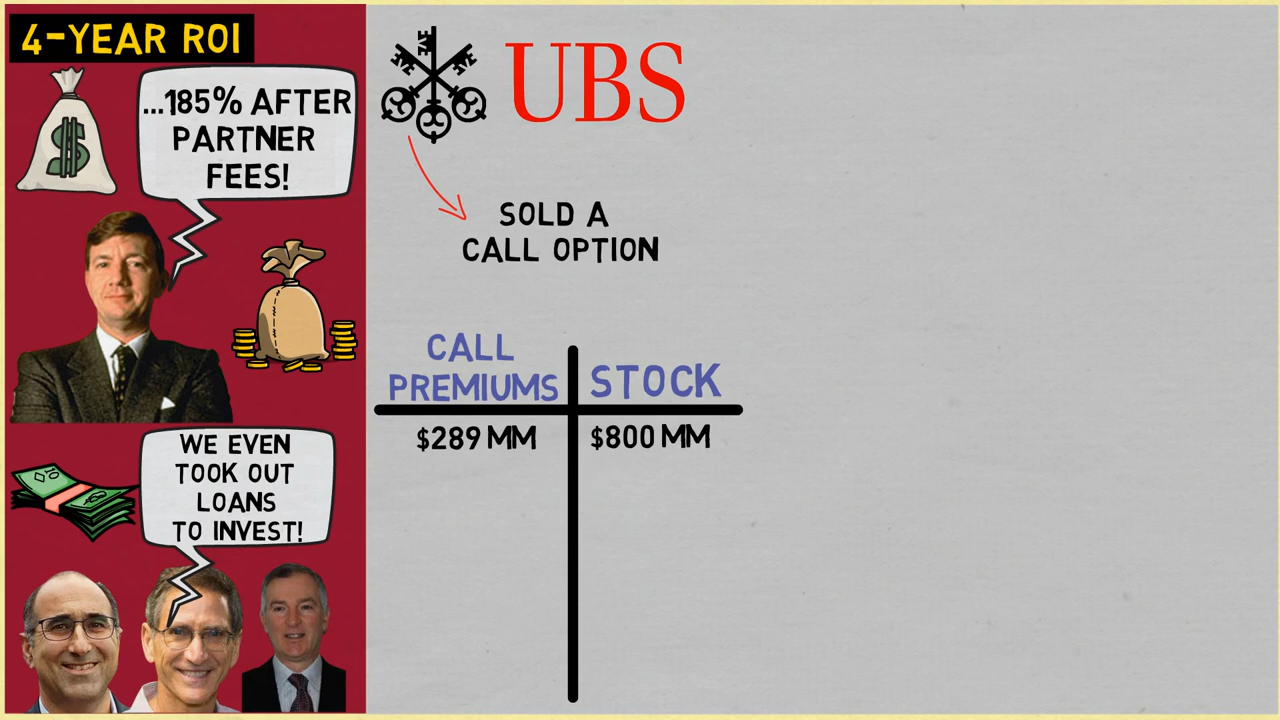 4-YEAR ROI
...185% AFTER
PARTNER
FEES!
WE EVEN
TOOK OUT
LOANS
TO INVEST!
UBS
SOLD A
CALL OPTION
CALL
PREMIUMS
STOCK
$289 MM
$800 MM